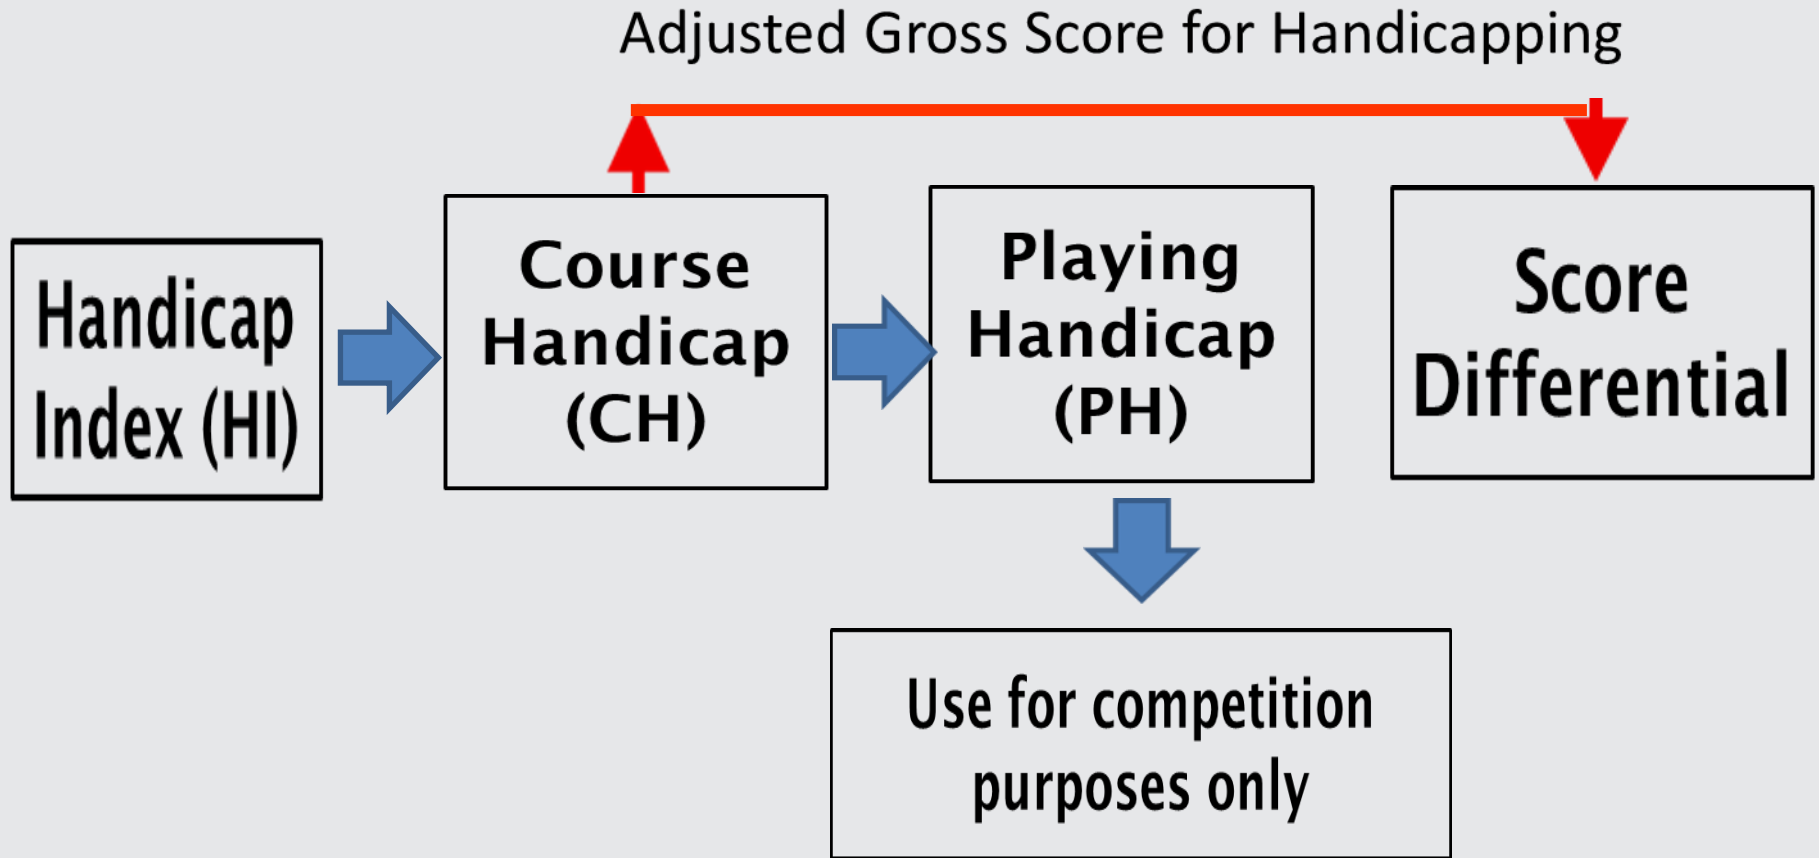 Adjusted Gross Score for Handicapping
Handicap
Index (HI)
Course
Handicap
(CH)
Playing
Handicap
(PH)
Score
Differential
Use for competition
purposes only